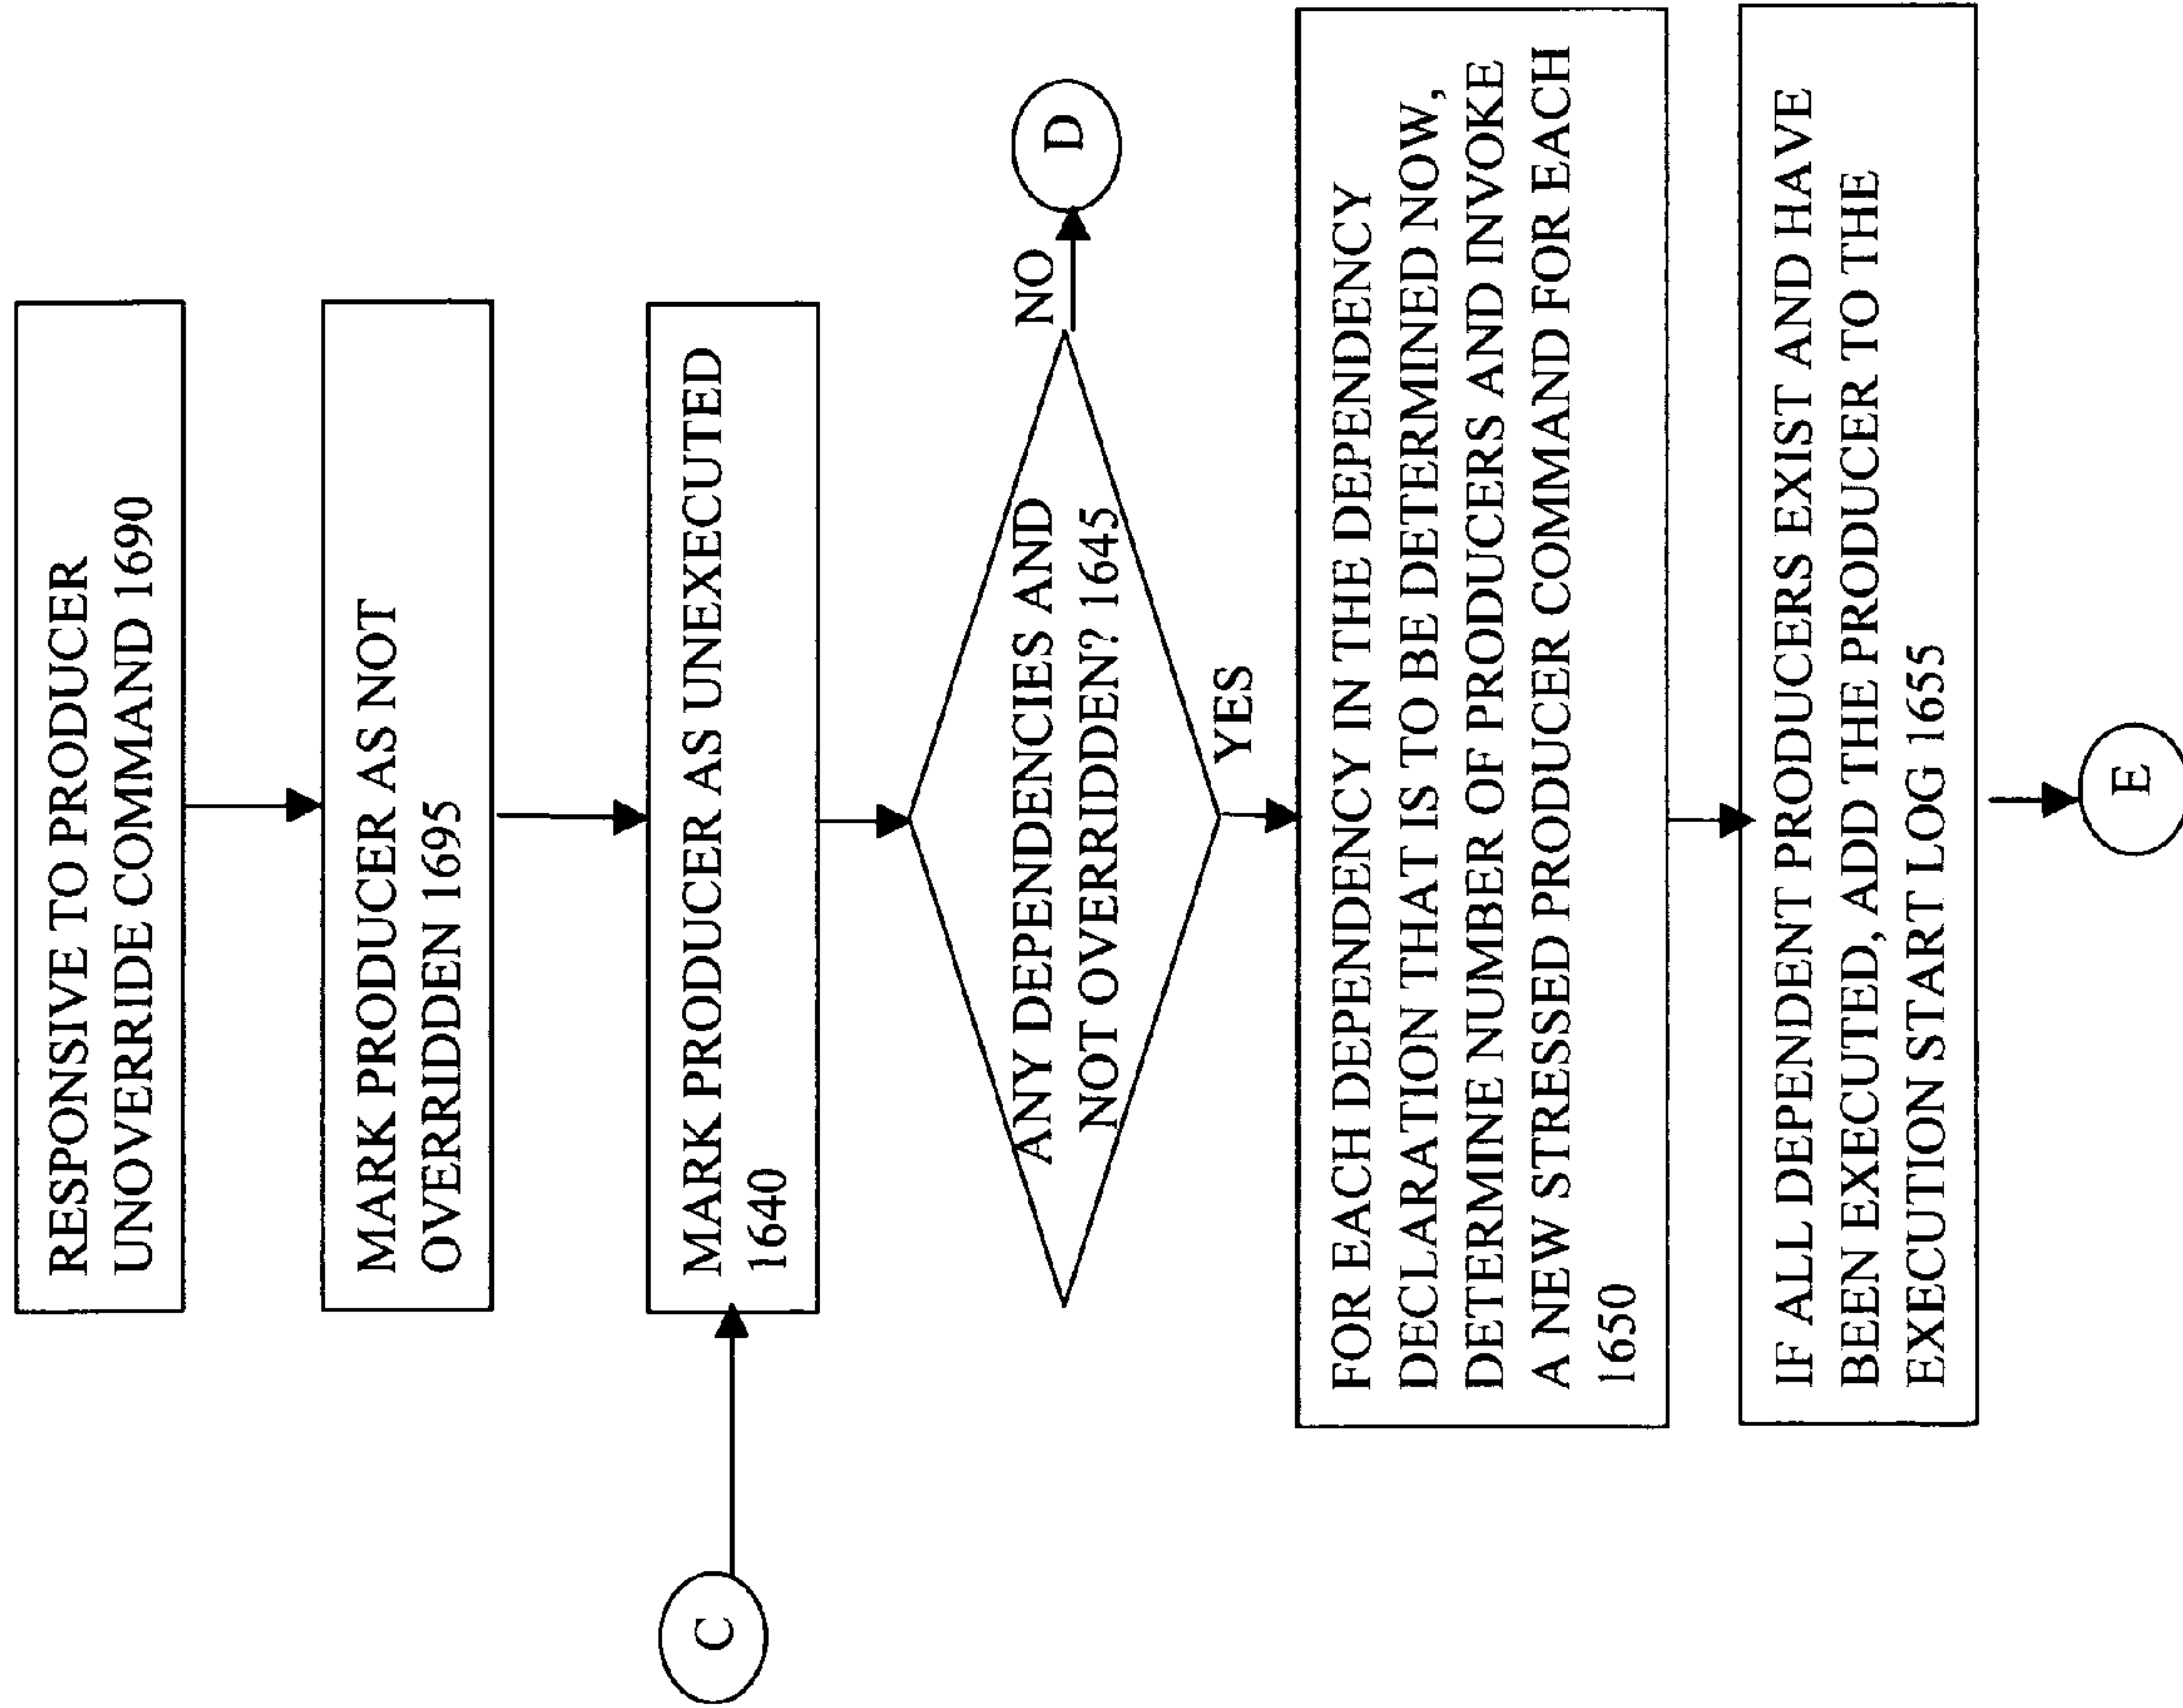 RESPONSIVE TO PRODUCER
UNOVERRIDE COMMAND 1690
MARK PRODUCER AS NOT
OVERRIDDEN 1695
C
MARK PRODUCER AS UNEXECUTED
1640
ANY DEPENDENCIES AND
NOT OVERRIDDEN? 1645
NO
D
YES
FOR EACH DEPENDENCY IN THE DEPENDENCY
DECLARATION THAT IS TO BE DETERMINED NOW,
DETERMINE NUMBER OF PRODUCERS AND INVOKE
A NEW STRESSED PRODUCER COMMAND FOR EACH
1650
IF ALL DEPENDENT PRODUCERS EXIST AND HAVE
BEEN EXECUTED, ADD THE PRODUCER TO THE
EXECUTION START LOG 1655
E